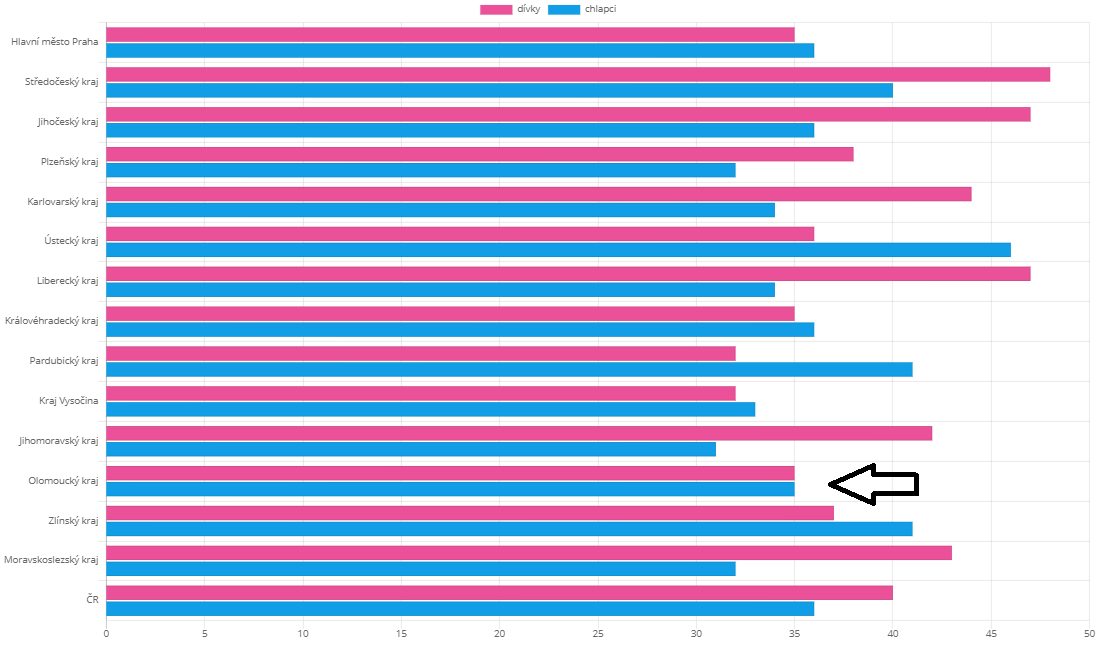 dívky chlapci
Hlavní město Praha
Středočeský kraj
Jihočeský kraj
Plzeňský kraj
Karlovarský kraj
Ústecký kraj
Liberecký kraj
Královéhradecký kraj
Pardubický kraj
Kraj Vysočina
Jihomoravský kraj
Olomoucký kraj
Zlínský kraj
Moravskoslezský kraj
ČR
0 5 10 15 20 25 30 35 40 45 50